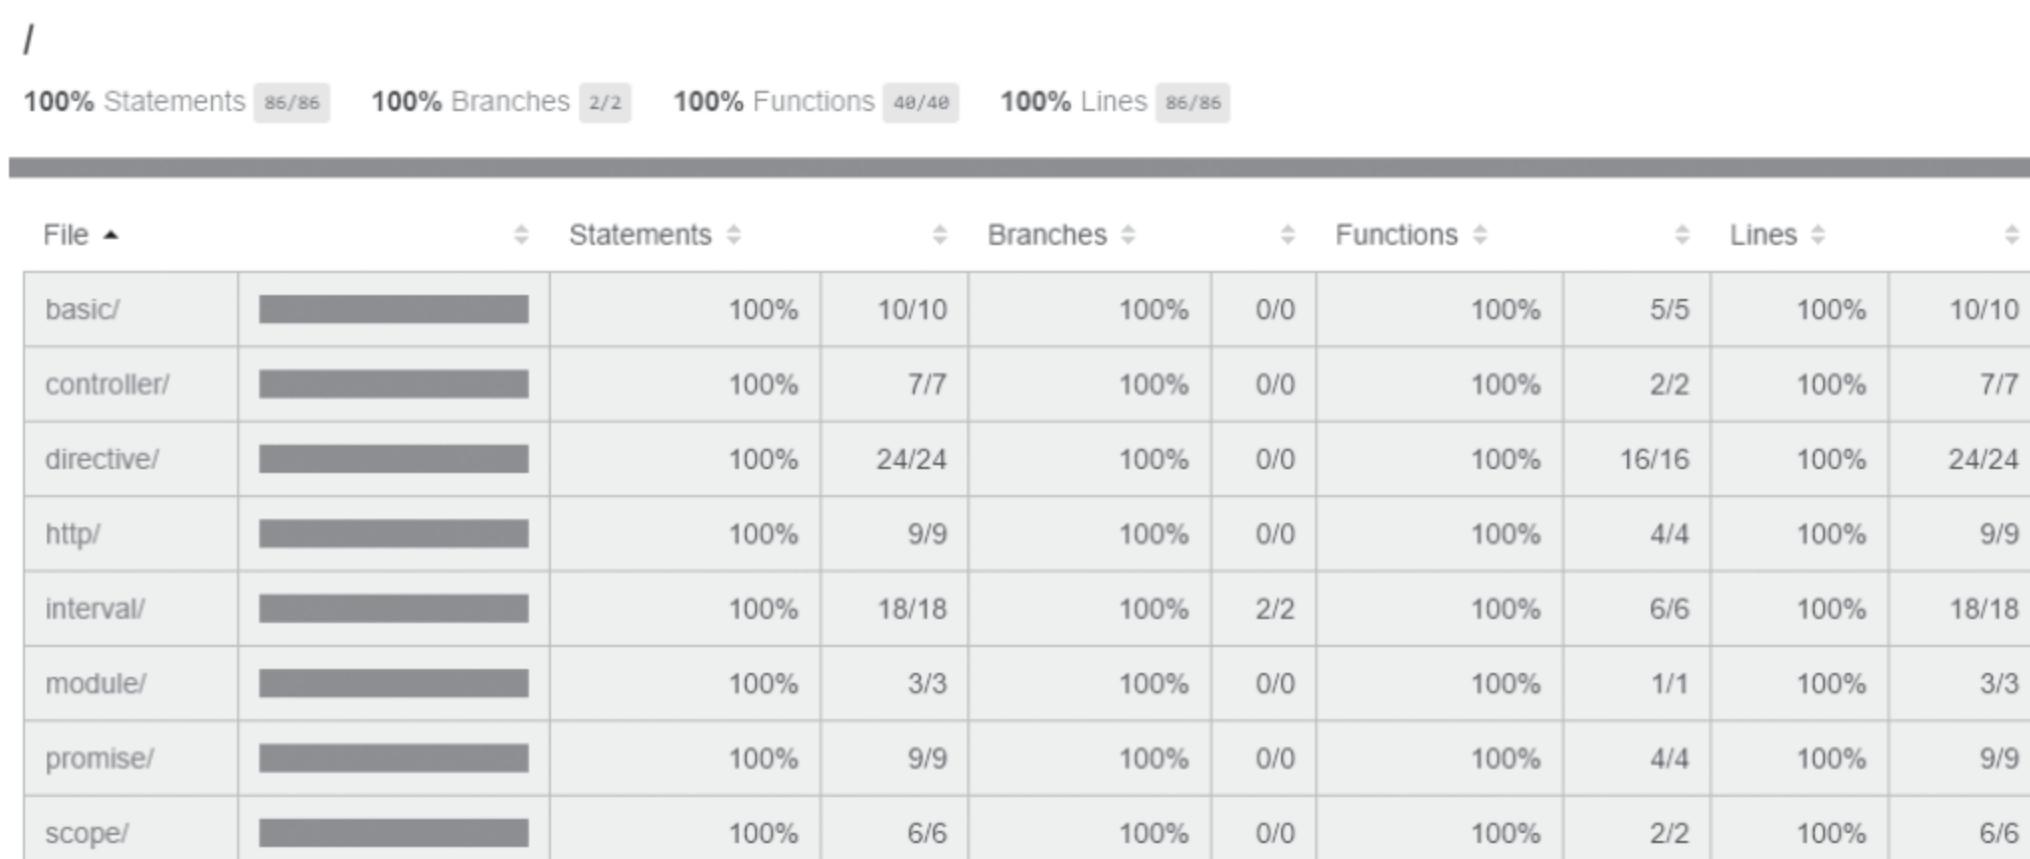 /
100% Statements 86/86 100% Branches 2/2 100% Functions 40/40 100% Lines 86/86
File Statements Branches Functions Lines
basic/ 100% 10/10 100% 0/0 100% 5/5 100% 10/10
controller/ 100% 7/7 100% 0/0 100% 2/2 100% 7/7
directive/ 100% 24/24 100% 0/0 100% 16/16 100% 24/24
http/ 100% 9/9 100% 0/0 100% 4/4 100% 9/9
interval/ 100% 18/18 100% 2/2 100% 6/6 100% 18/18
module/ 100% 3/3 100% 0/0 100% 1/1 100% 3/3
promise/ 100% 9/9 100% 0/0 100% 4/4 100% 9/9
scope/ 100% 6/6 100% 0/0 100% 2/2 100% 6/6